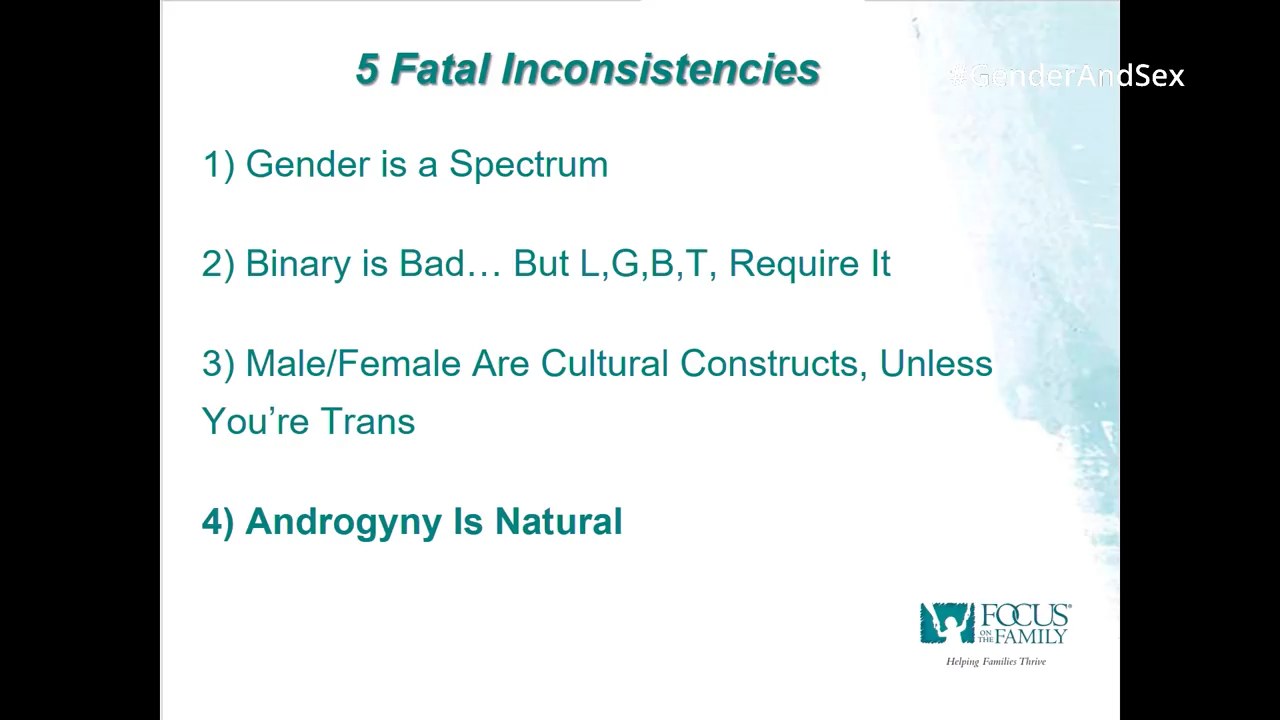 5 Fatal Inconsistencies
#GenderAndSex
1) Gender is a Spectrum
2) Binary is Bad… But L,G,B,T, Require It
3) Male/Female Are Cultural Constructs, Unless
You’re Trans
4) Androgyny Is Natural
FOCUS
ON THE FAMILY®
Helping Families Thrive